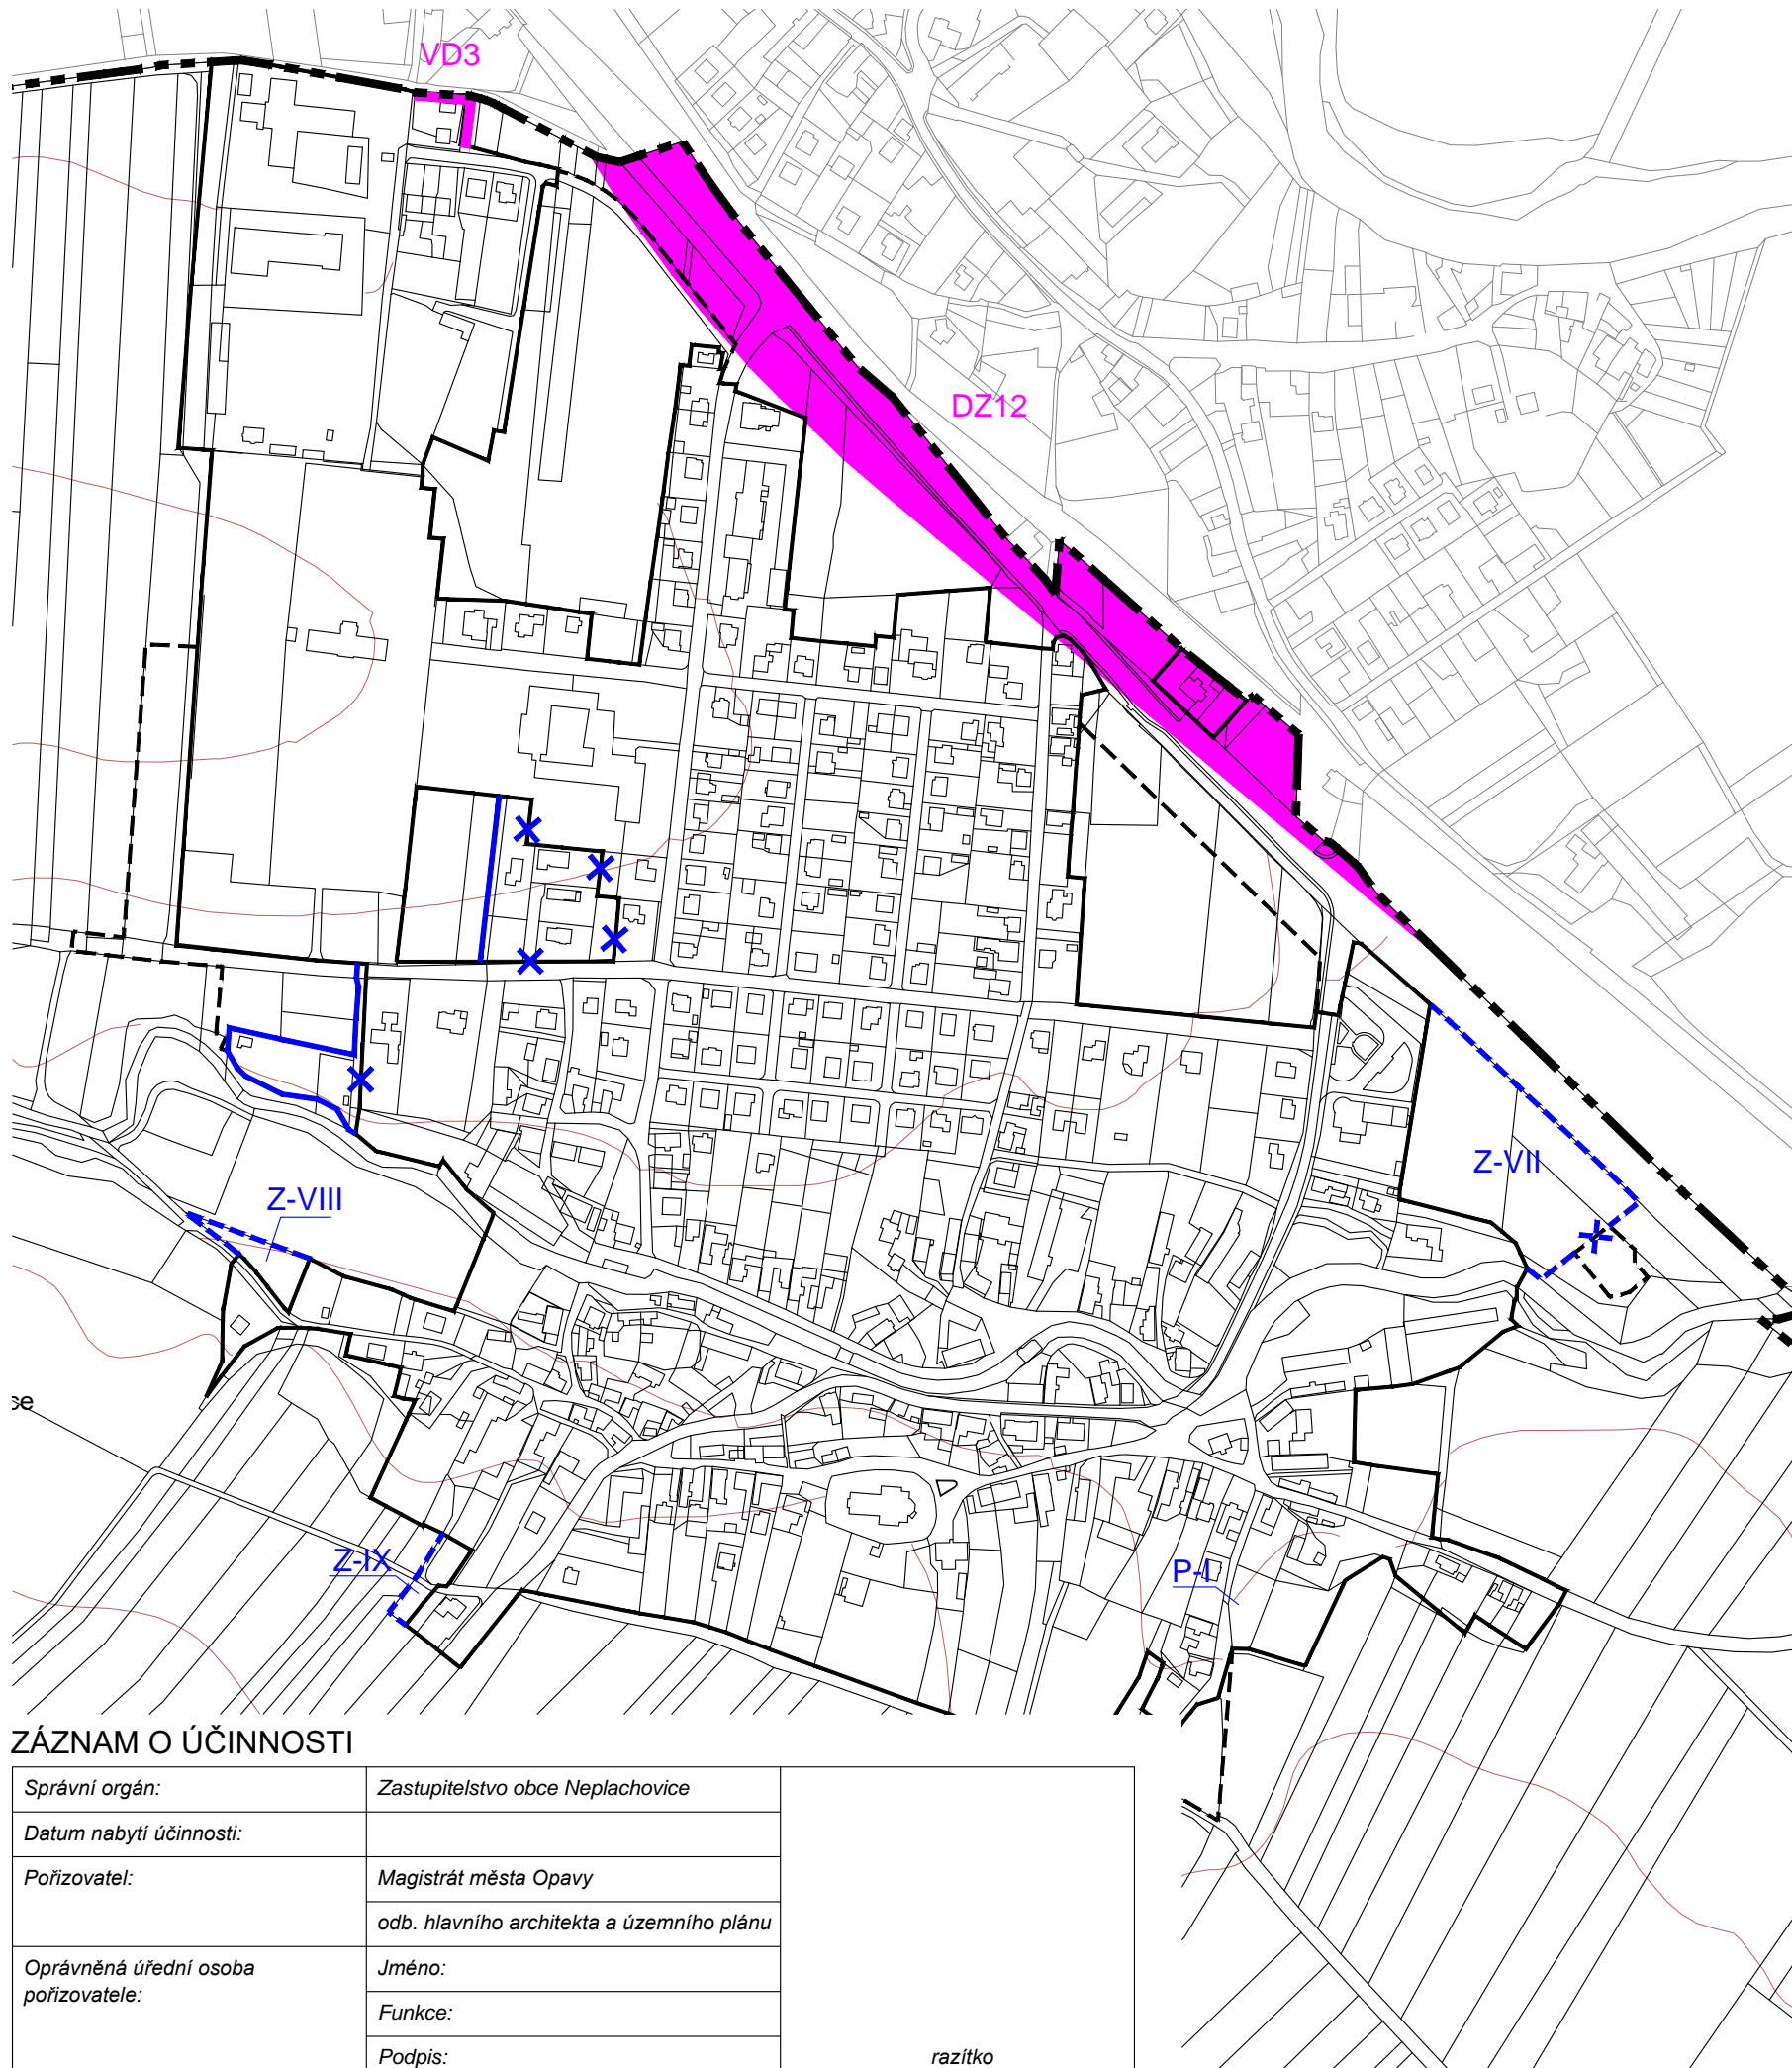 VD3
DZ12
Z-VII
Z-VIII
se
Z-IX
P-I
ZÁZNAM O ÚČINNOSTI
Správní orgán: Zastupitelstvo obce Neplachovice
Datum nabytí účinnosti:
Pořizovatel: Magistrát města Opavy
odb. hlavního architekta a územního plánu
Oprávněná úřední osoba Jméno:
pořizovatele:
Funkce:
Podpis: razítko